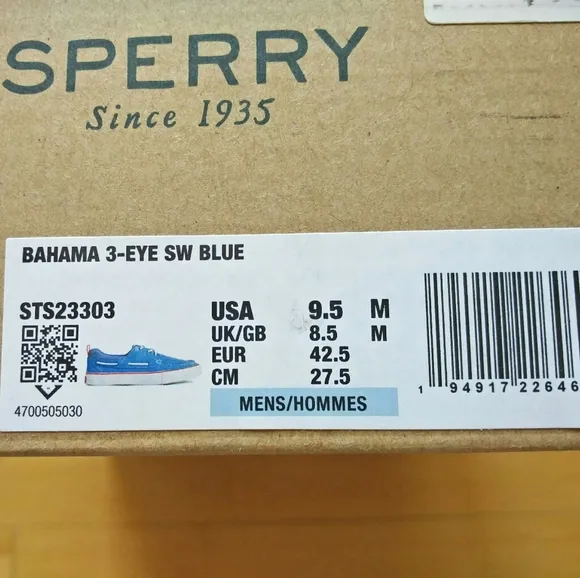 SPERRY
Since 1935
BAHAMA 3-EYE SW BLUE
STS23303
4700505030
USA 9.5 M
UK/GB 8.5 M
EUR 42.5
CM 27.5
MENS/HOMMES
1 94917 22646